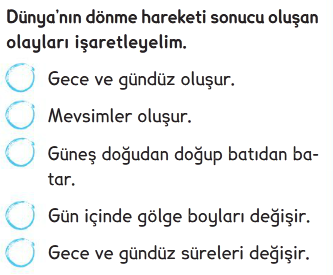 Dünya'nın dönme hareketi sonucu oluşan
olayları işaretleyelim.
Gece ve gündüz oluşur.
Mevsimler oluşur.
Güneş doğudan doğup batıdan ba-
tar.
Gün içinde gölge boyları değişir.
Gece ve gündüz süreleri değişir.